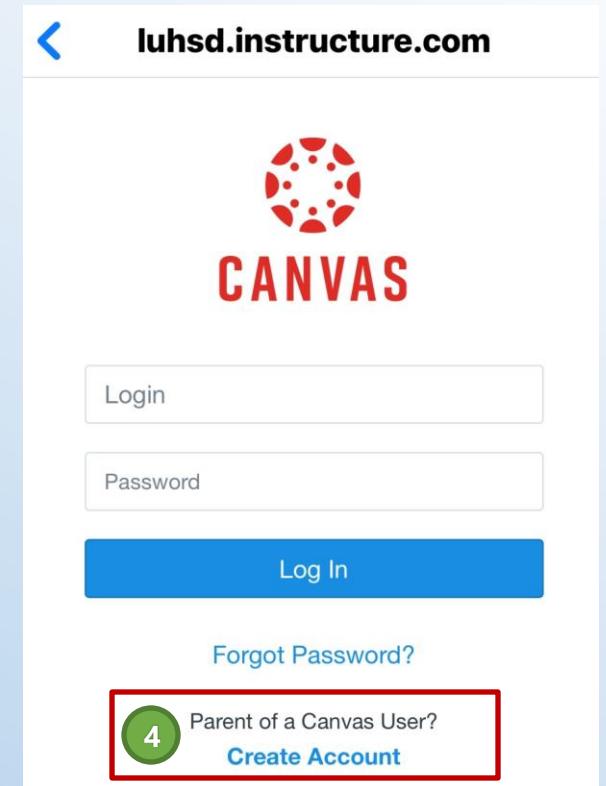 luhsd.instructure.com
CANVAS
Login
Password
Log In
Forgot Password?
4
Parent of a Canvas User?
Create Account